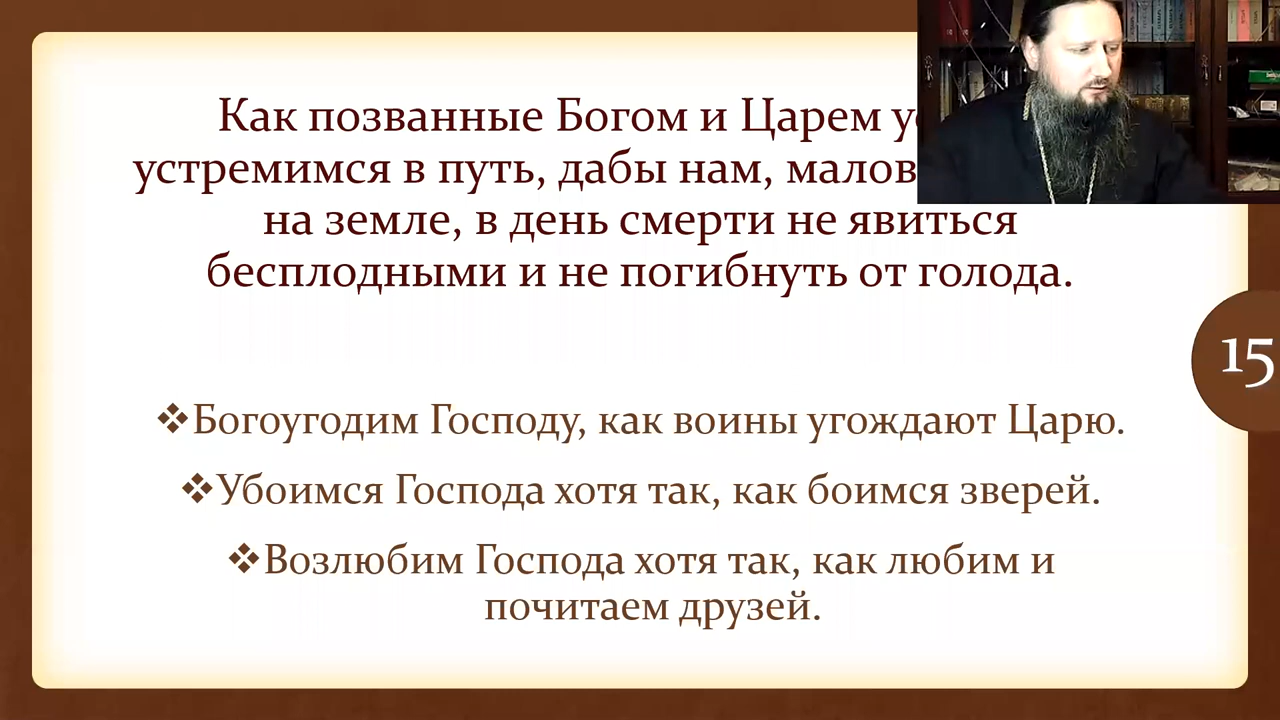 Как позванные Богом и Царем
устремимся в путь, дабы нам,
на земле, в день смерти не явиться
бесплодными и не погибнуть от голода.
15
❖Богоугодим Господу, как воины угождают Царю.
❖Убоимся Господа хотя так, как боимся зверей.
❖Возлюбим Господа хотя так, как любим и
почитаем друзей.